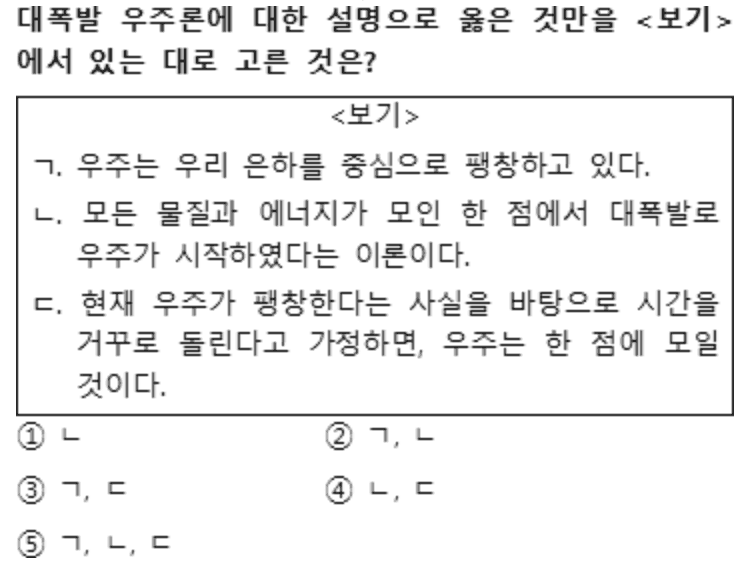 대폭발 우주론에 대한 설명으로 옳은 것만을 <보기>
에서 있는 대로 고른 것은?
<보기>
ㄱ. 우주는 우리 은하를 중심으로 팽창하고 있다.
ㄴ. 모든 물질과 에너지가 모인 한 점에서 대폭발로
우주가 시작하였다는 이론이다.
ㄷ. 현재 우주가 팽창한다는 사실을 바탕으로 시간을
거꾸로 돌린다고 가정하면, 우주는 한 점에 모일
것이다.
① ㄴ ② ㄱ, ㄴ
③ ㄱ, ㄷ ④ ㄴ, ㄷ
⑤ ㄱ, ㄴ, ㄷ